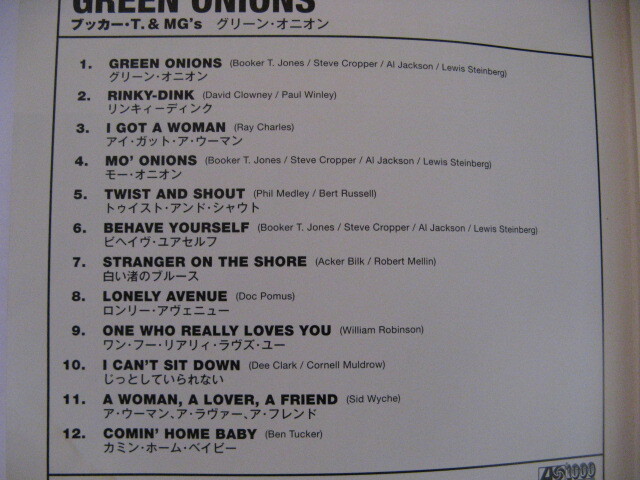 GREEN ONIONS
ブッカー・T. & MG's グリーン・オニオン
1. GREEN ONIONS (Booker T. Jones / Steve Cropper / Al Jackson / Lewis Steinberg)
グリーン・オニオン
2. RINKY-DINK (David Clowney / Paul Winley)
リンキィーディンク
3. I GOT A WOMAN (Ray Charles)
アイ・ガット・ア・ウーマン
4. MO' ONIONS (Booker T. Jones / Steve Cropper / Al Jackson / Lewis Steinberg)
モー・オニオン
5. TWIST AND SHOUT (Phil Medley / Bert Russell)
トゥイスト・アンド・シャウト
6. BEHAVE YOURSELF (Booker T. Jones / Steve Cropper / Al Jackson / Lewis Steinberg)
ビヘイヴ・ユアセルフ
7. STRANGER ON THE SHORE (Acker Bilk / Robert Mellin)
白い渚のブルース
8. LONELY AVENUE (Doc Pomus)
ロンリー・アヴェニュー
9. ONE WHO REALLY LOVES YOU (William Robinson)
ワン・フー・リアリィ・ラヴズ・ユー
10. I CAN'T SIT DOWN (Dee Clark / Cornell Muldrow)
じっとしていられない
11. A WOMAN, A LOVER, A FRIEND (Sid Wyche)
ア・ウーマン、ア・ラヴァー、ア・フレンド
12. COMIN' HOME BABY (Ben Tucker)
カミン・ホーム・ベイビー